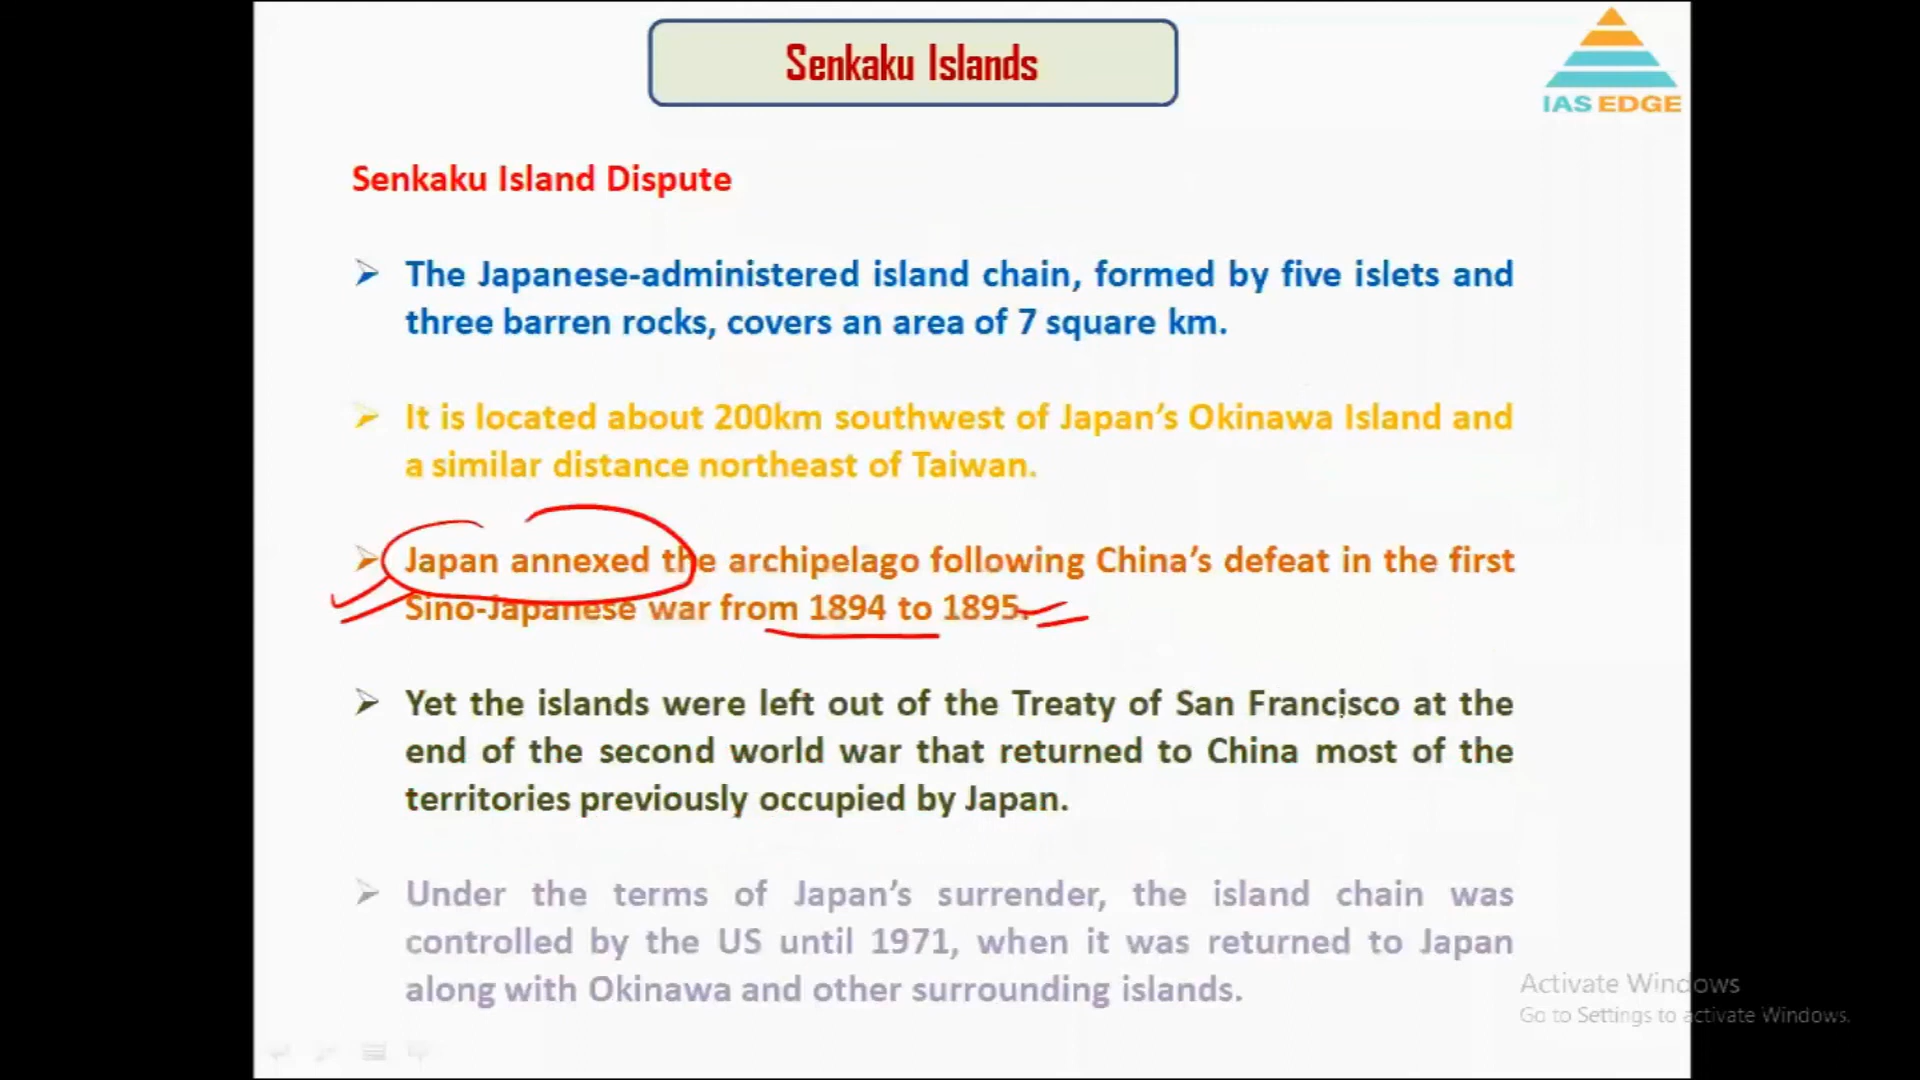 Senkaku Islands
IAS EDGE
Senkaku Island Dispute
The Japanese-administered island chain, formed by five islets and
three barren rocks, covers an area of 7 square km.
It is located about 200km southwest of Japan's Okinawa Island and
a similar distance northeast of Taiwan.
Japan annexed the archipelago following China's defeat in the first
Sino-Japanese war from 1894 to 1895.
Yet the islands were left out of the Treaty of San Francisco at the
end of the second world war that returned to China most of the
territories previously occupied by Japan.
Under the terms of Japan's surrender, the island chain was
controlled by the US until 1971, when it was returned to Japan
along with Okinawa and other surrounding islands.
Activate Windows
Go to Settings to activate Windows.